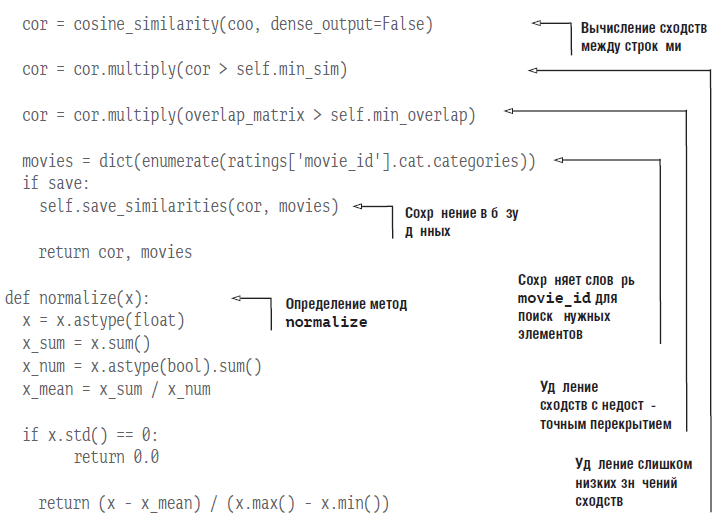 cor = cosine_similarity(coo, dense_output=False)
Вычисление сходств
между строк ми
cor = cor.multiply(cor > self.min_sim)
cor = cor.multiply(overlap_matrix > self.min_overlap)
movies = dict(enumerate(ratings['movie_id'].cat.categories))
if save:
self.save_similarities(cor, movies)
Сохр нение в б зу
д нных
return cor, movies
Сохр няет слов рь
movie_id для
поиск нужных
элементов
def normalize(x):
Определение метод
normalize
x = x.astype(float)
x_sum = x.sum()
x_num = x.astype(bool).sum()
x_mean = x_sum / x_num
Уд ление
сходств с недост -
точным перекрытием
if x.std() == 0:
return 0.0
Уд ление слишком
низких зн чений
сходств
return (x - x_mean) / (x.max() - x.min())